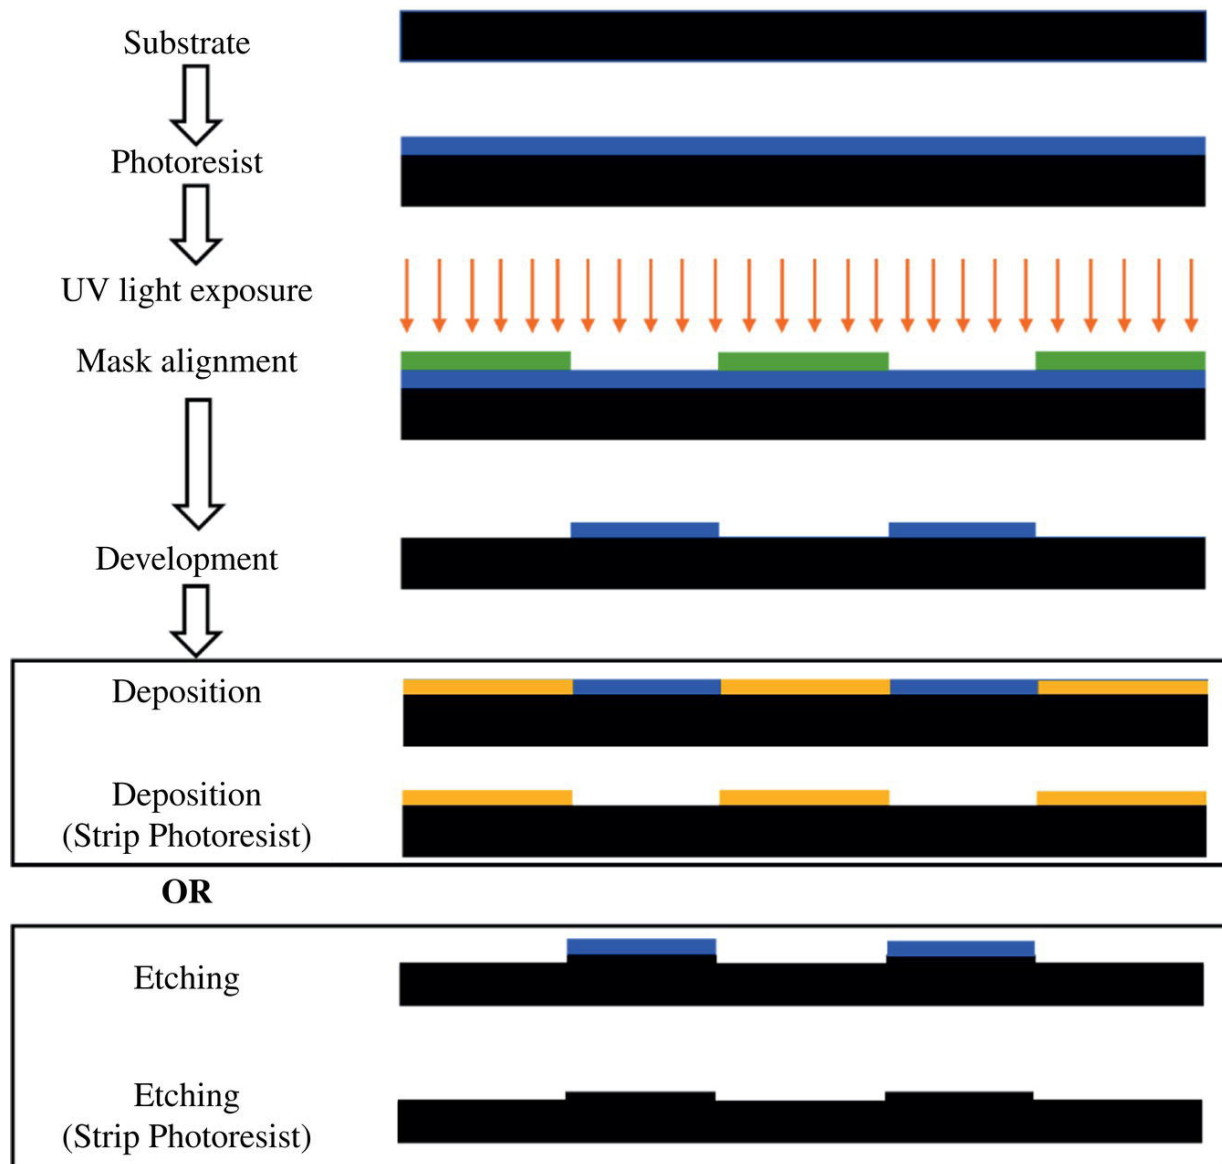 Substrate
Photoresist
UV light exposure
Mask alignment
Development
Deposition
Deposition
(Strip Photoresist)
OR
Etching
Etching
(Strip Photoresist)